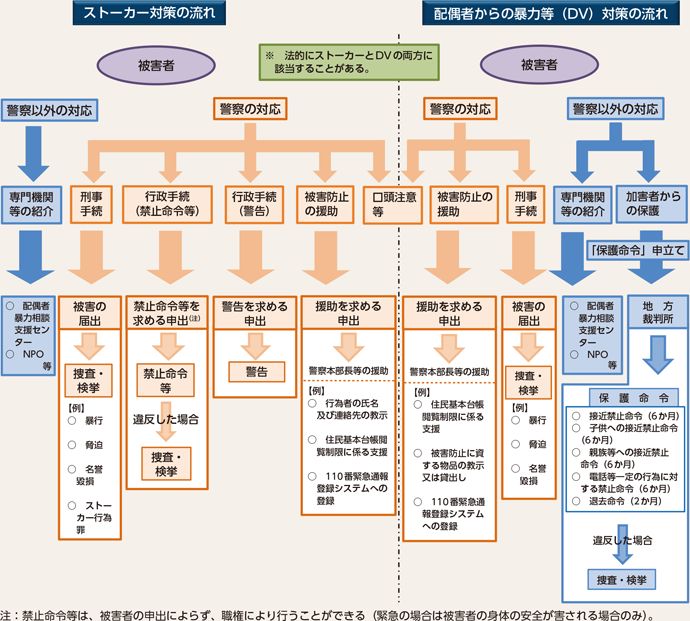 ストーカー対策の流れ
配偶者からの暴力等（DV）対策の流れ
被害者
※ 法的にストーカーとDVの両方に
該当することがある。
被害者
警察以外の対応
警察の対応
警察の対応
警察以外の対応
専門機関
等の紹介
刑事
手続
行政手続
（禁止命令等）
行政手続
（警告）
被害防止
の援助
口頭注意
等
被害防止の
援助
刑事
手続
専門機関
等の紹介
加害者から
の保護
「保護命令」申立て
○ 配偶者
暴力相談
支援セン
ター
○ NPO
等
被害の
届出
捜査・
検挙
【例】
○ 暴行
○ 脅迫
○ 名誉
毀損
○ ストー
カー行為
罪
禁止命令等を
求める申出(注)
禁止命令
等
違反した場合
捜査・
検挙
警告を求める
申出
警告
援助を求める
申出
警察本部長等の援助
【例】
○ 行為者の氏名
及び連絡先の教示
○ 住民基本台帳閲
覧制限に係る支援
○ 110番緊急通報
登録システムへの
登録
援助を求める
申出
警察本部長等の援助
【例】
○ 住民基本台帳
閲覧制限に係る
支援
○ 被害防止に資
する物品の教示
又は貸出し
○ 110番緊急通
報登録システム
への登録
被害の
届出
捜査・
検挙
【例】
○ 暴行
○ 脅迫
○ 名誉
毀損
○ 配偶者
暴力相談
支援セン
ター
○ NPO
等
地 方
裁判所
保 護 命 令
○ 接近禁止命令（6か月）
○ 子供への接近禁止命令
（6か月）
○ 親族等への接近禁止
命令（6か月）
○ 電話等一定の行為に対
する禁止命令（6か月）
○ 退去命令（2か月）
違反した場合
捜査・検挙
注：禁止命令等は、被害者の申出によらず、職権により行うことができる（緊急の場合は被害者の身体の安全が害される場合のみ）。